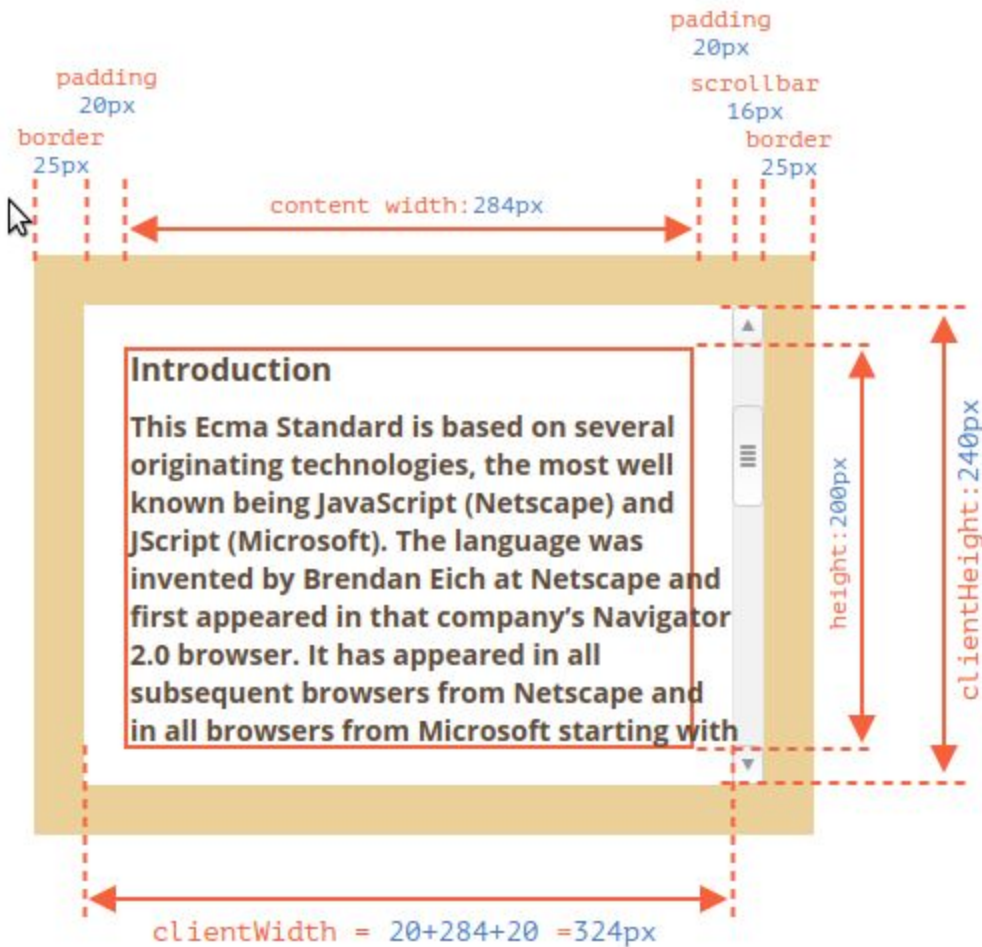 padding
20px
padding
20px
scrollbar
16px
border
25px
border
25px
content width:284px
Introduction
This Ecma Standard is based on several
originating technologies, the most well
known being JavaScript (Netscape) and
JScript (Microsoft). The language was
invented by Brendan Eich at Netscape and
first appeared in that company’s Navigator
2.0 browser. It has appeared in all
subsequent browsers from Netscape and
in all browsers from Microsoft starting with
height:200px
clientHeight:240px
clientWidth = 20+284+20 =324px